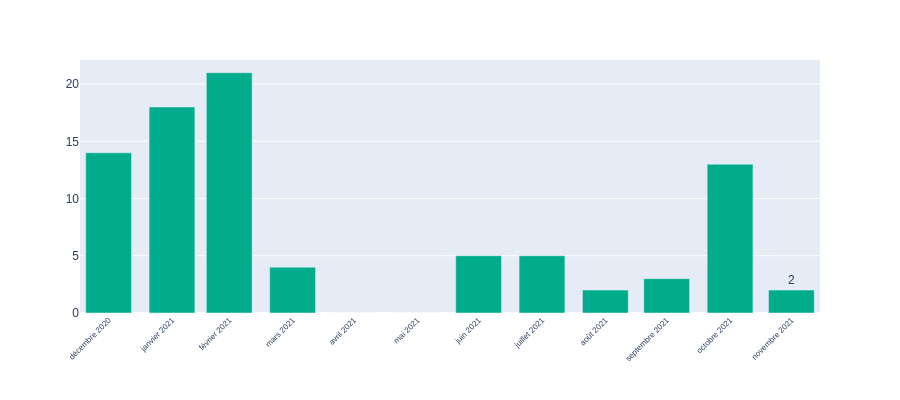 20
15
10
5
0
2
décembre 2020
janvier 2021
février 2021
mars 2021
avril 2021
mai 2021
juin 2021
juillet 2021
août 2021
septembre 2021
octobre 2021
novembre 2021